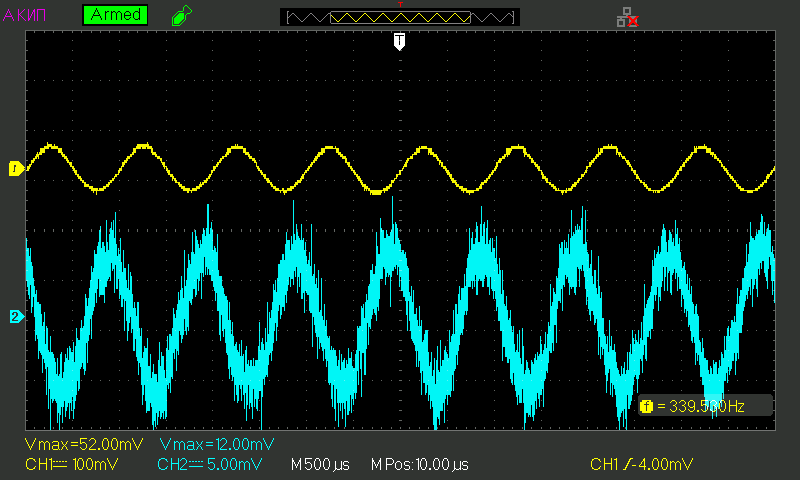 АКИП Armed
T
1
2
f = 339.500Hz
Vmax=52.00mV Vmax=12.00mV
CH1 100mV CH2 5.00mV M 500µs M Pos:10.00µs CH1 -4.00mV